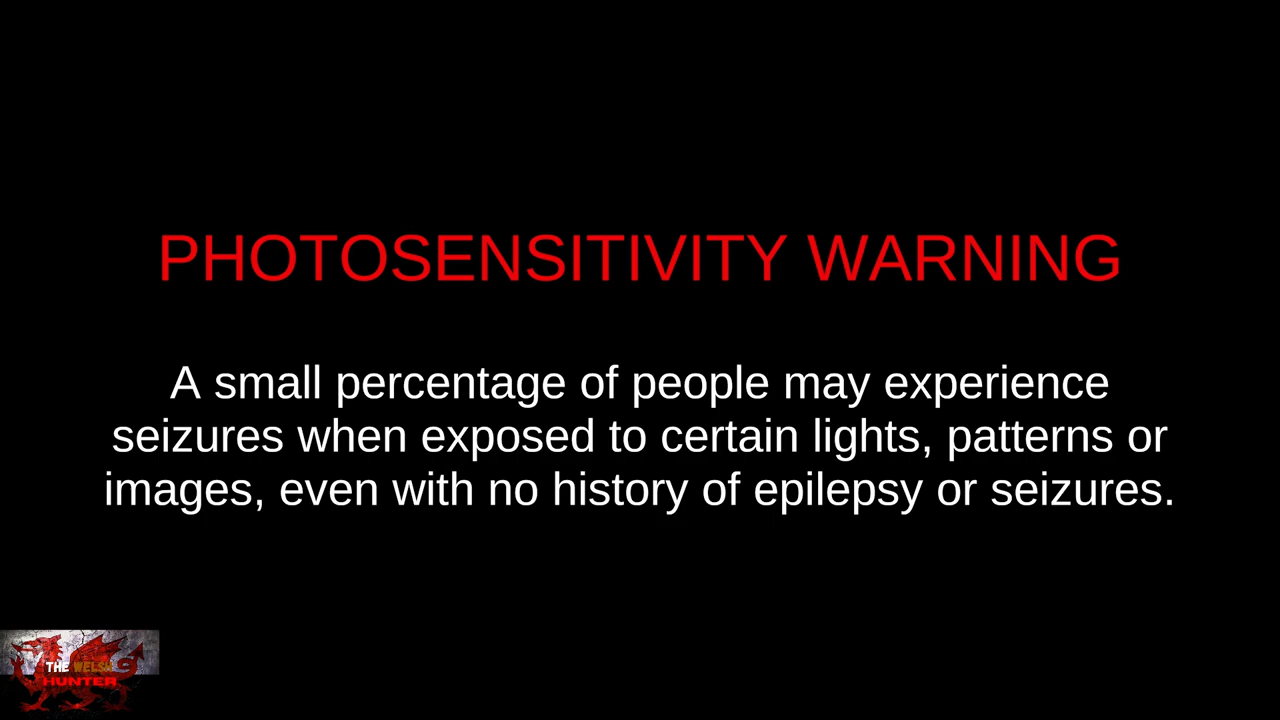 PHOTOSENSITIVITY WARNING
A small percentage of people may experience
seizures when exposed to certain lights, patterns or
images, even with no history of epilepsy or seizures.
THE WELSH
HUNTER